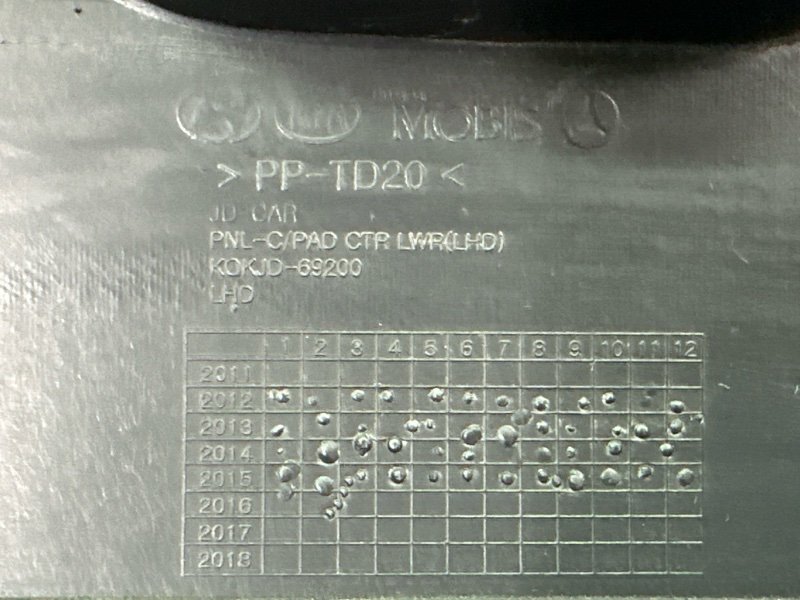 KIA MOBIS
> PP-TD20 <
JD CAR
PNL-C/PAD CTR LWR(LHD)
KOKJD-69200
LHD
1 2 3 4 5 6 7 8 9 10 11 12
2011
2012
2013
2014
2015
2016
2017
2018